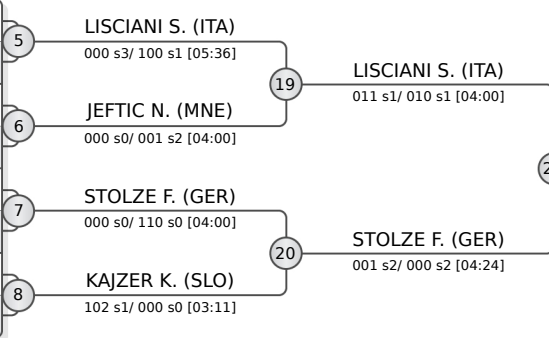 5
LISCIANI S. (ITA)
000 s3/ 100 s1 [05:36]
6
JEFTIC N. (MNE)
000 s0/ 001 s2 [04:00]
19
LISCIANI S. (ITA)
011 s1/ 010 s1 [04:00]
7
STOLZE F. (GER)
000 s0/ 110 s0 [04:00]
8
KAJZER K. (SLO)
102 s1/ 000 s0 [03:11]
20
STOLZE F. (GER)
001 s2/ 000 s2 [04:24]